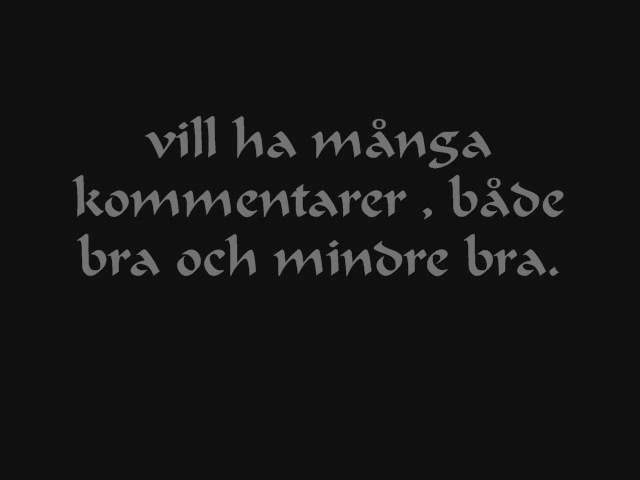 vill ha många
kommentarer , både
bra och mindre bra.